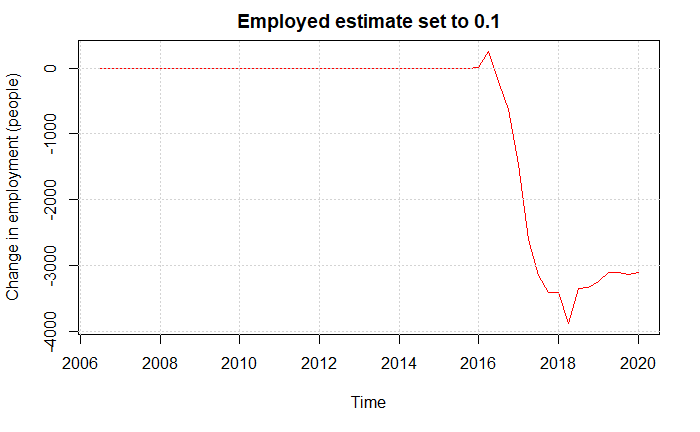 Employed estimate set to 0.1
Change in employment (people)
0
-1000
-2000
-3000
-4000
2006 2008 2010 2012 2014 2016 2018 2020
Time